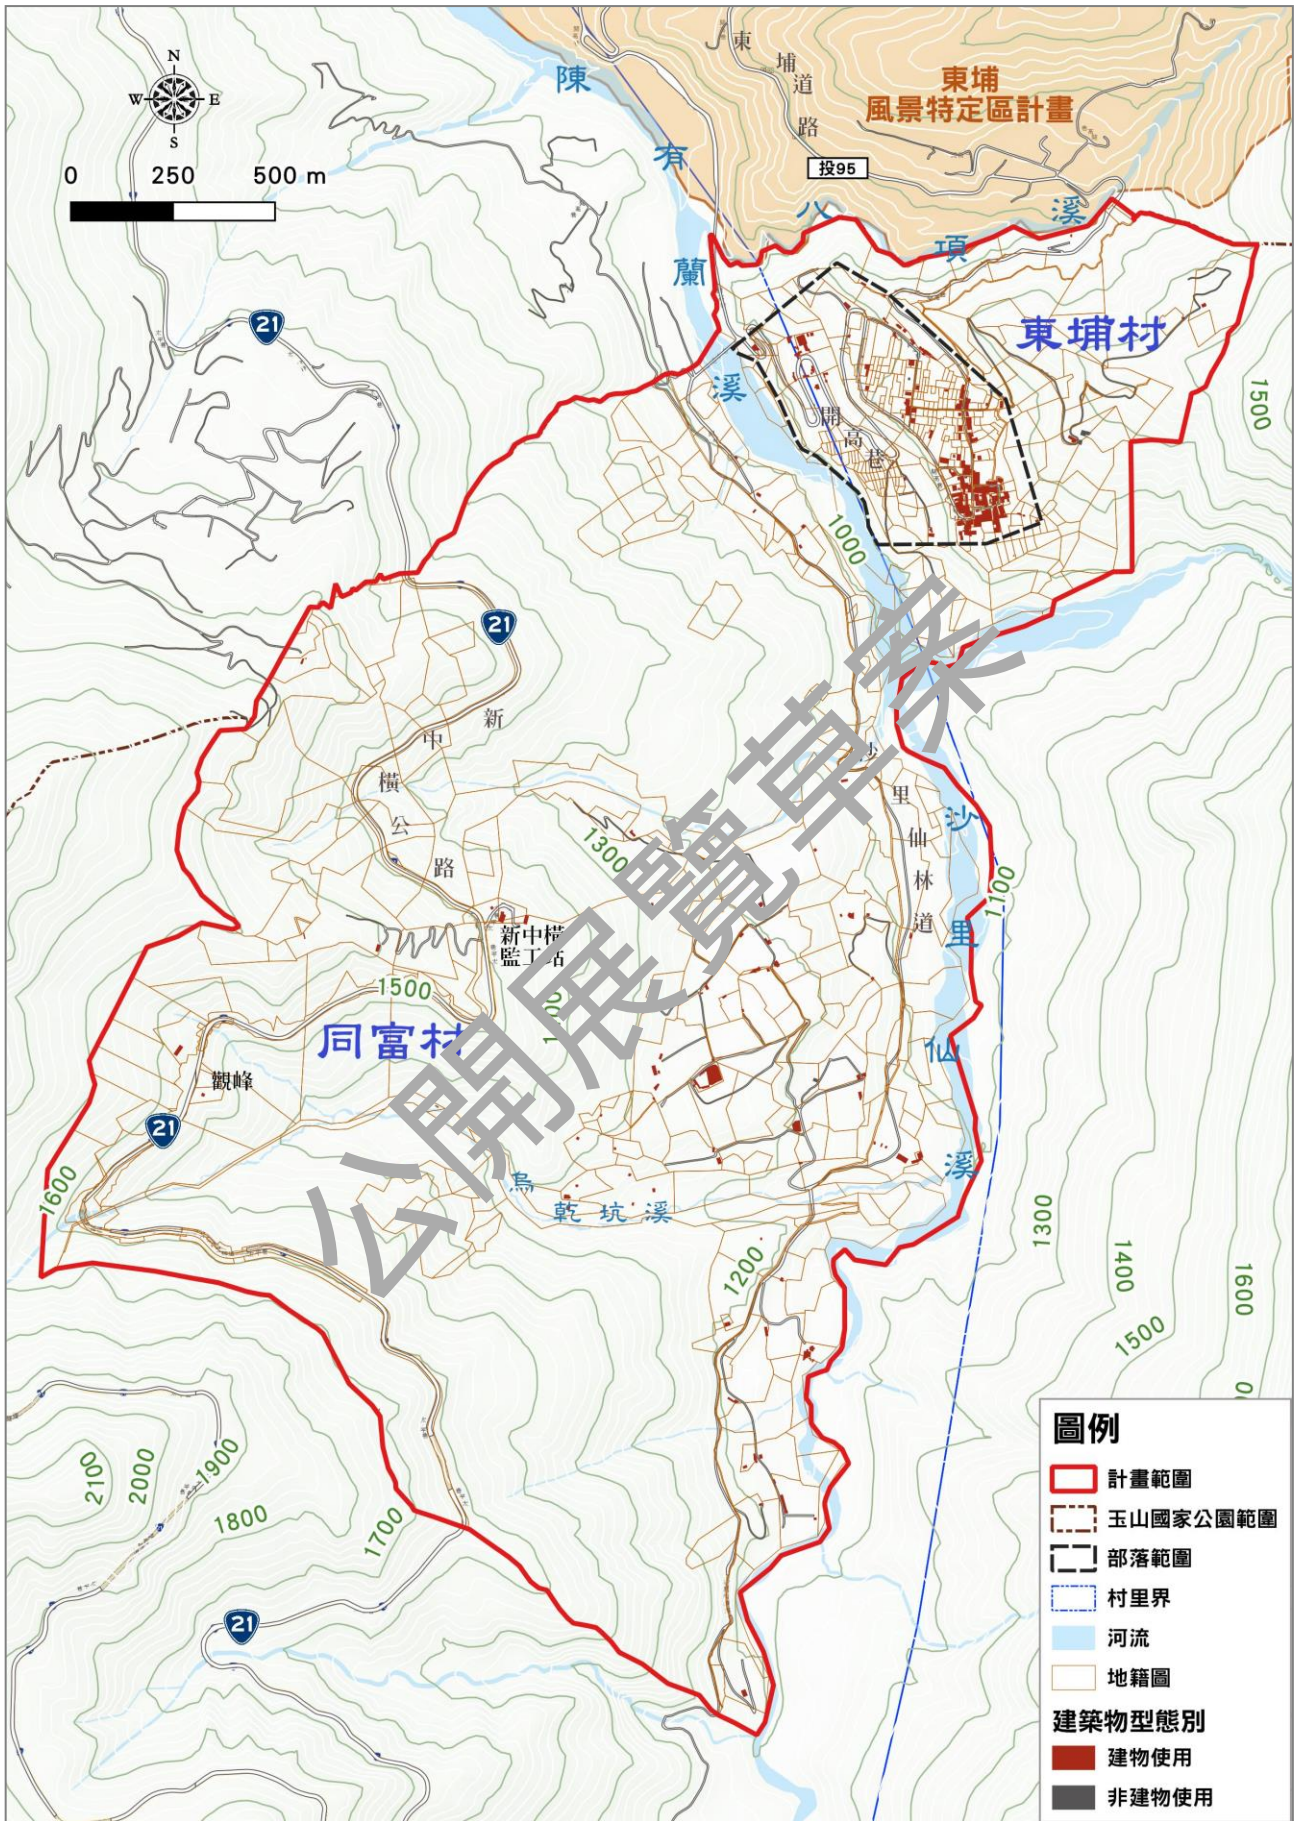 N
W E
S
0 250 500 m
陳有蘭溪
東埔道路
東埔
風景特定區計畫
投95
八項溪
21
東埔村
1500
開高巷
1000
21
新中橫公路
沙里仙林道
沙里仙溪
1300
1100
新中橫
監工站
1500
同富村
觀峰
21
1600
烏乾坑溪
1200
1300
1400
1500
1600
2100
2000
1900
1800
1700
21
公開展覽草案
圖例
計畫範圍
玉山國家公園範圍
部落範圍
村里界
河流
地籍圖
建築物型態別
建物使用
非建物使用